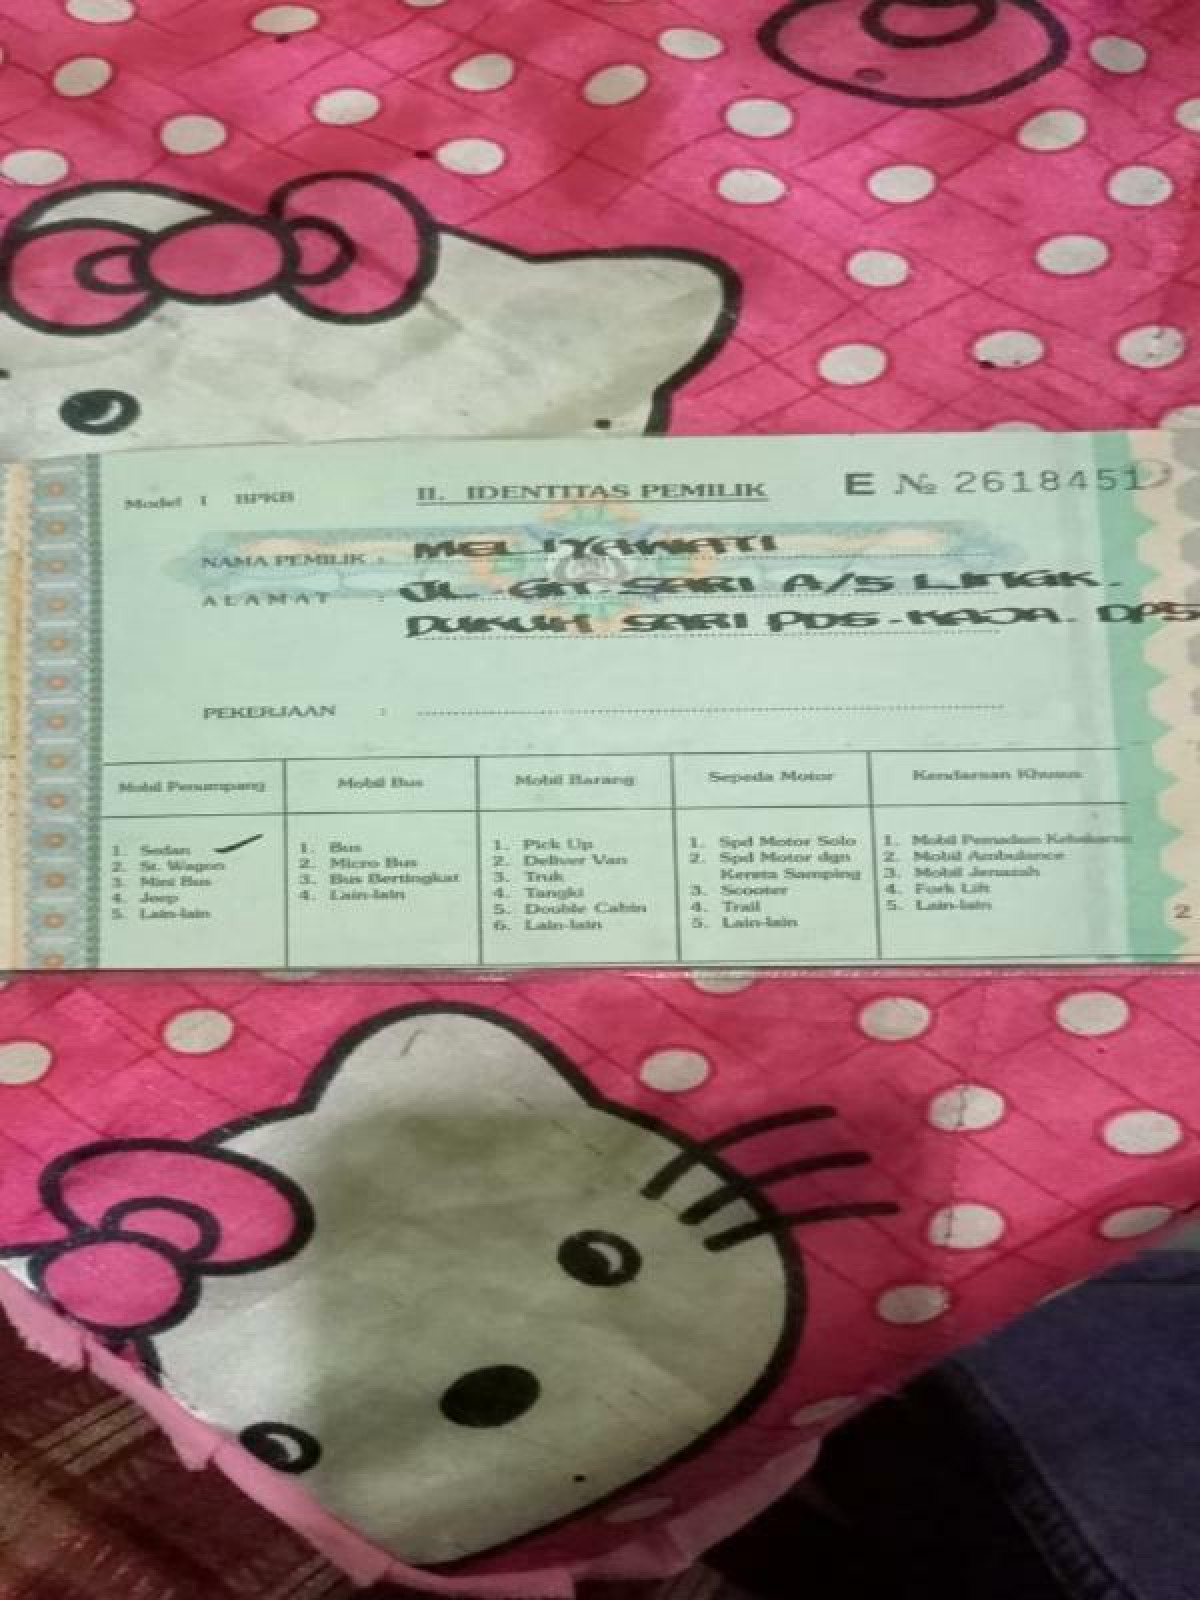 Model I BPKB
II. IDENTITAS PEMILIK
E № 2618451
NAMA PEMILIK : MELIYAWATI
ALAMAT : JL. GN. SARI A/5 LINGK.
DUKUH SARI PDG. KAJA. DPS
PEKERJAAN :
Mobil Penumpang
1. Sedan
2. St. Wagon
3. Mini Bus
4. Jeep
5. Lain-lain
Mobil Bus
1. Bus
2. Micro Bus
3. Bus Bertingkat
4. Lain-lain
Mobil Barang
1. Pick Up
2. Deliver Van
3. Truk
4. Tangki
5. Double Cabin
6. Lain-lain
Sepeda Motor
1. Spd Motor Solo
2. Spd Motor dgn
Kereta Samping
3. Scooter
4. Trail
5. Lain-lain
Kendaraan Khusus
1. Mobil Pemadam Kebakaran
2. Mobil Ambulance
3. Mobil Jenazah
4. Fork Lift
5. Lain-lain
2